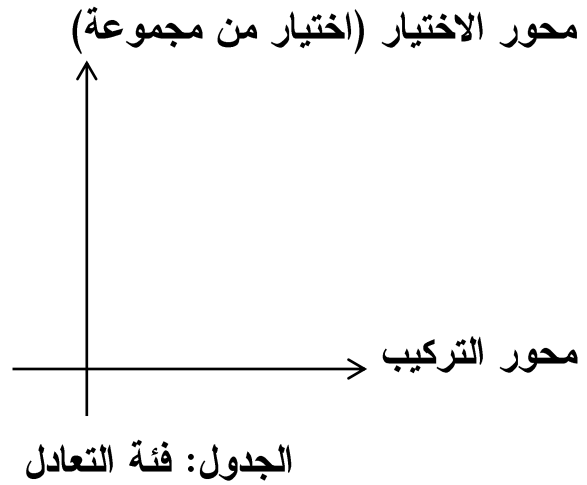 محور الاختيار (اختيار من مجموعة)
محور التركيب
الجدول: فئة التعادل